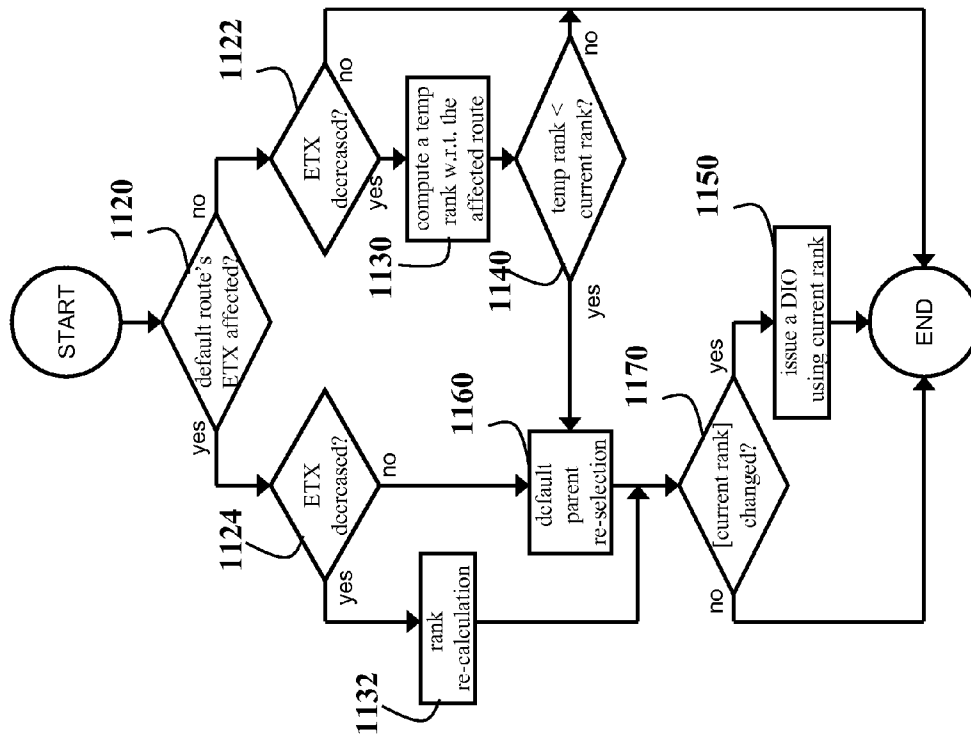 START
1120
default route's
ETX affected?
yes
no
1124
ETX
decreased?
yes
no
1122
ETX
decreased?
no
yes
1132
rank
re-calculation
compute a temp
rank w.r.t. the
affected route
1130
temp rank <
current rank?
1140
yes
no
1160
default
parent
re-selection
1170
[current rank]
changed?
no
yes
1150
issue a DIO
using current rank
END